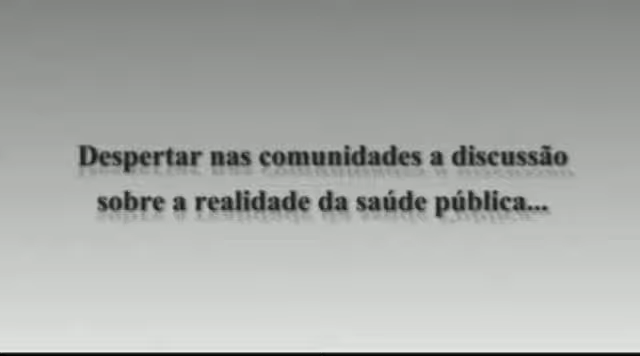 Despertar nas comunidades a discussão
sobre a realidade da saúde pública...